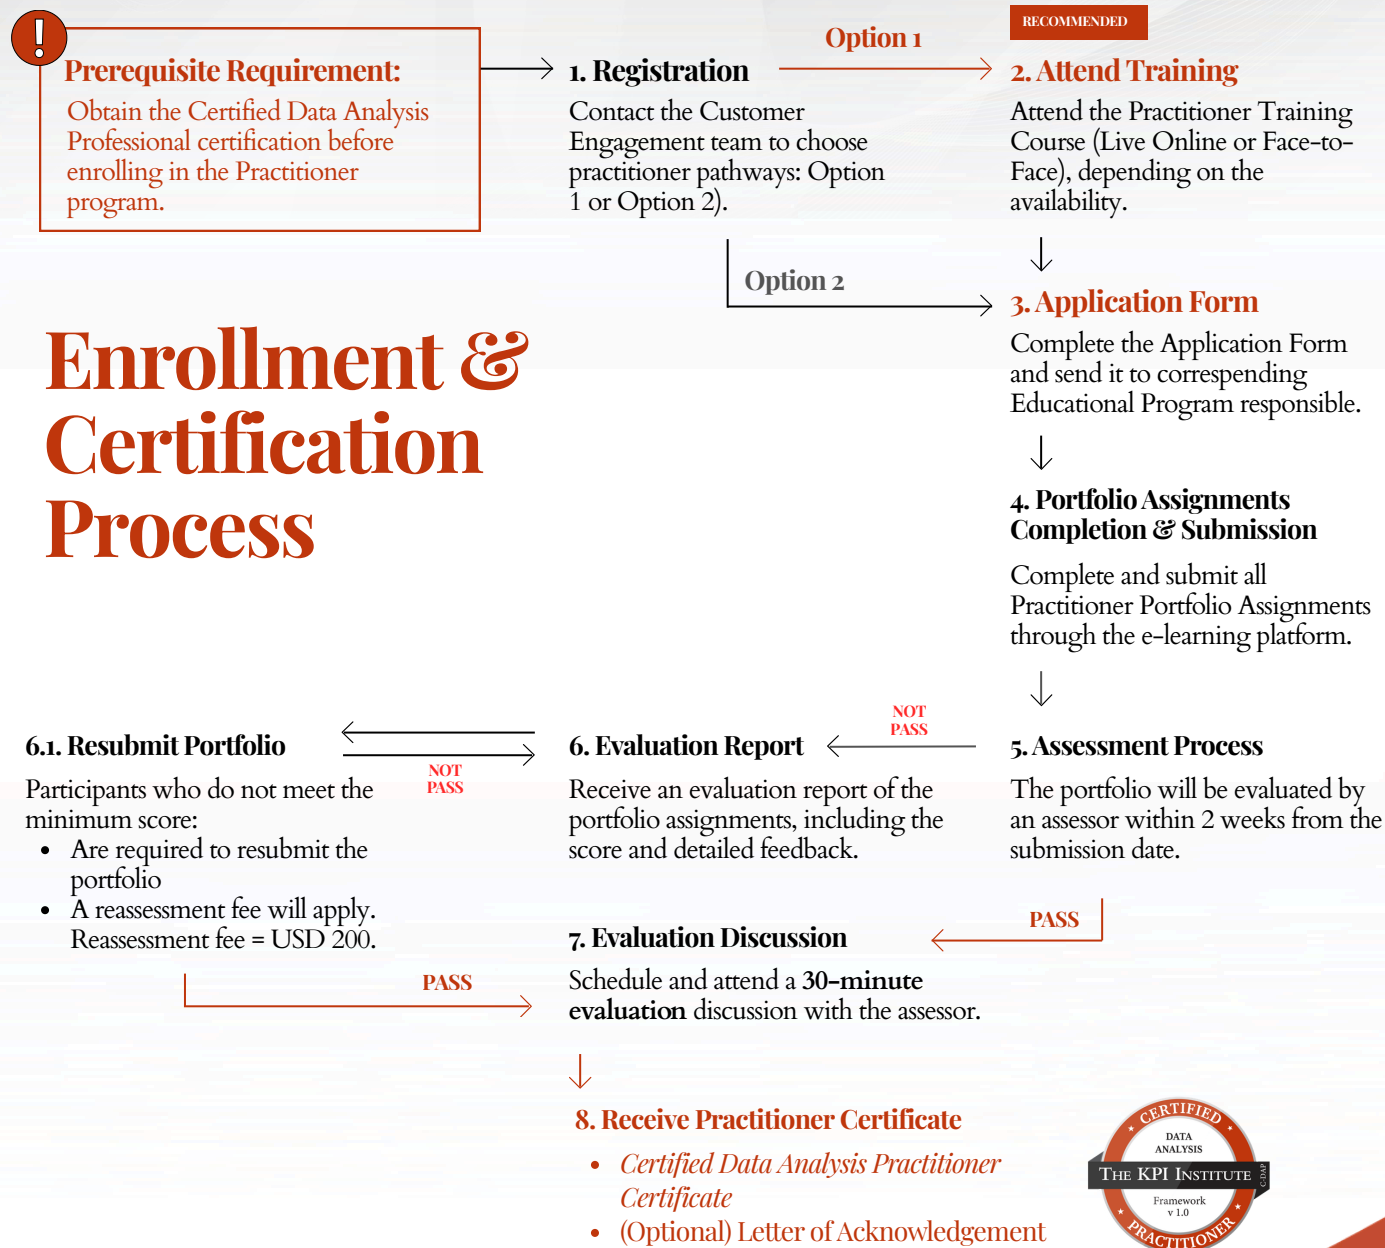 !
Prerequisite Requirement:
Obtain the Certified Data Analysis
Professional certification before
enrolling in the Practitioner
program.
1. Registration
Contact the Customer
Engagement team to choose
practitioner pathways: Option
1 or Option 2).
Option 1
RECOMMENDED
2. Attend Training
Attend the Practitioner Training
Course (Live Online or Face-to-
Face), depending on the
availability.
Option 2
3. Application Form
Complete the Application Form
and send it to correspending
Educational Program responsible.
Enrollment &
Certification
Process
4. Portfolio Assignments
Completion & Submission
Complete and submit all
Practitioner Portfolio Assignments
through the e-learning platform.
5. Assessment Process
The portfolio will be evaluated by
an assessor within 2 weeks from the
submission date.
NOT
PASS
6. Evaluation Report
Receive an evaluation report of the
portfolio assignments, including the
score and detailed feedback.
NOT
PASS
6.1. Resubmit Portfolio
Participants who do not meet the
minimum score:
• Are required to resubmit the
portfolio
• A reassessment fee will apply.
Reassessment fee = USD 200.
PASS
PASS
7. Evaluation Discussion
Schedule and attend a 30-minute
evaluation discussion with the assessor.
8. Receive Practitioner Certificate
• Certified Data Analysis Practitioner
Certificate
• (Optional) Letter of Acknowledgement
CERTIFIED
DATA
ANALYSIS
THE KPI INSTITUTE
C-DAP
Framework
v 1.0
PRACTITIONER